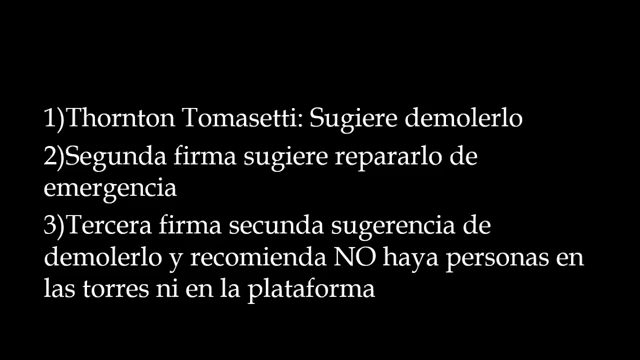 1)Thornton Tomasetti: Sugiere demolerlo
2)Segunda firma sugiere repararlo de
emergencia
3)Tercera firma secunda sugerencia de
demolerlo y recomienda NO haya personas en
las torres ni en la plataforma